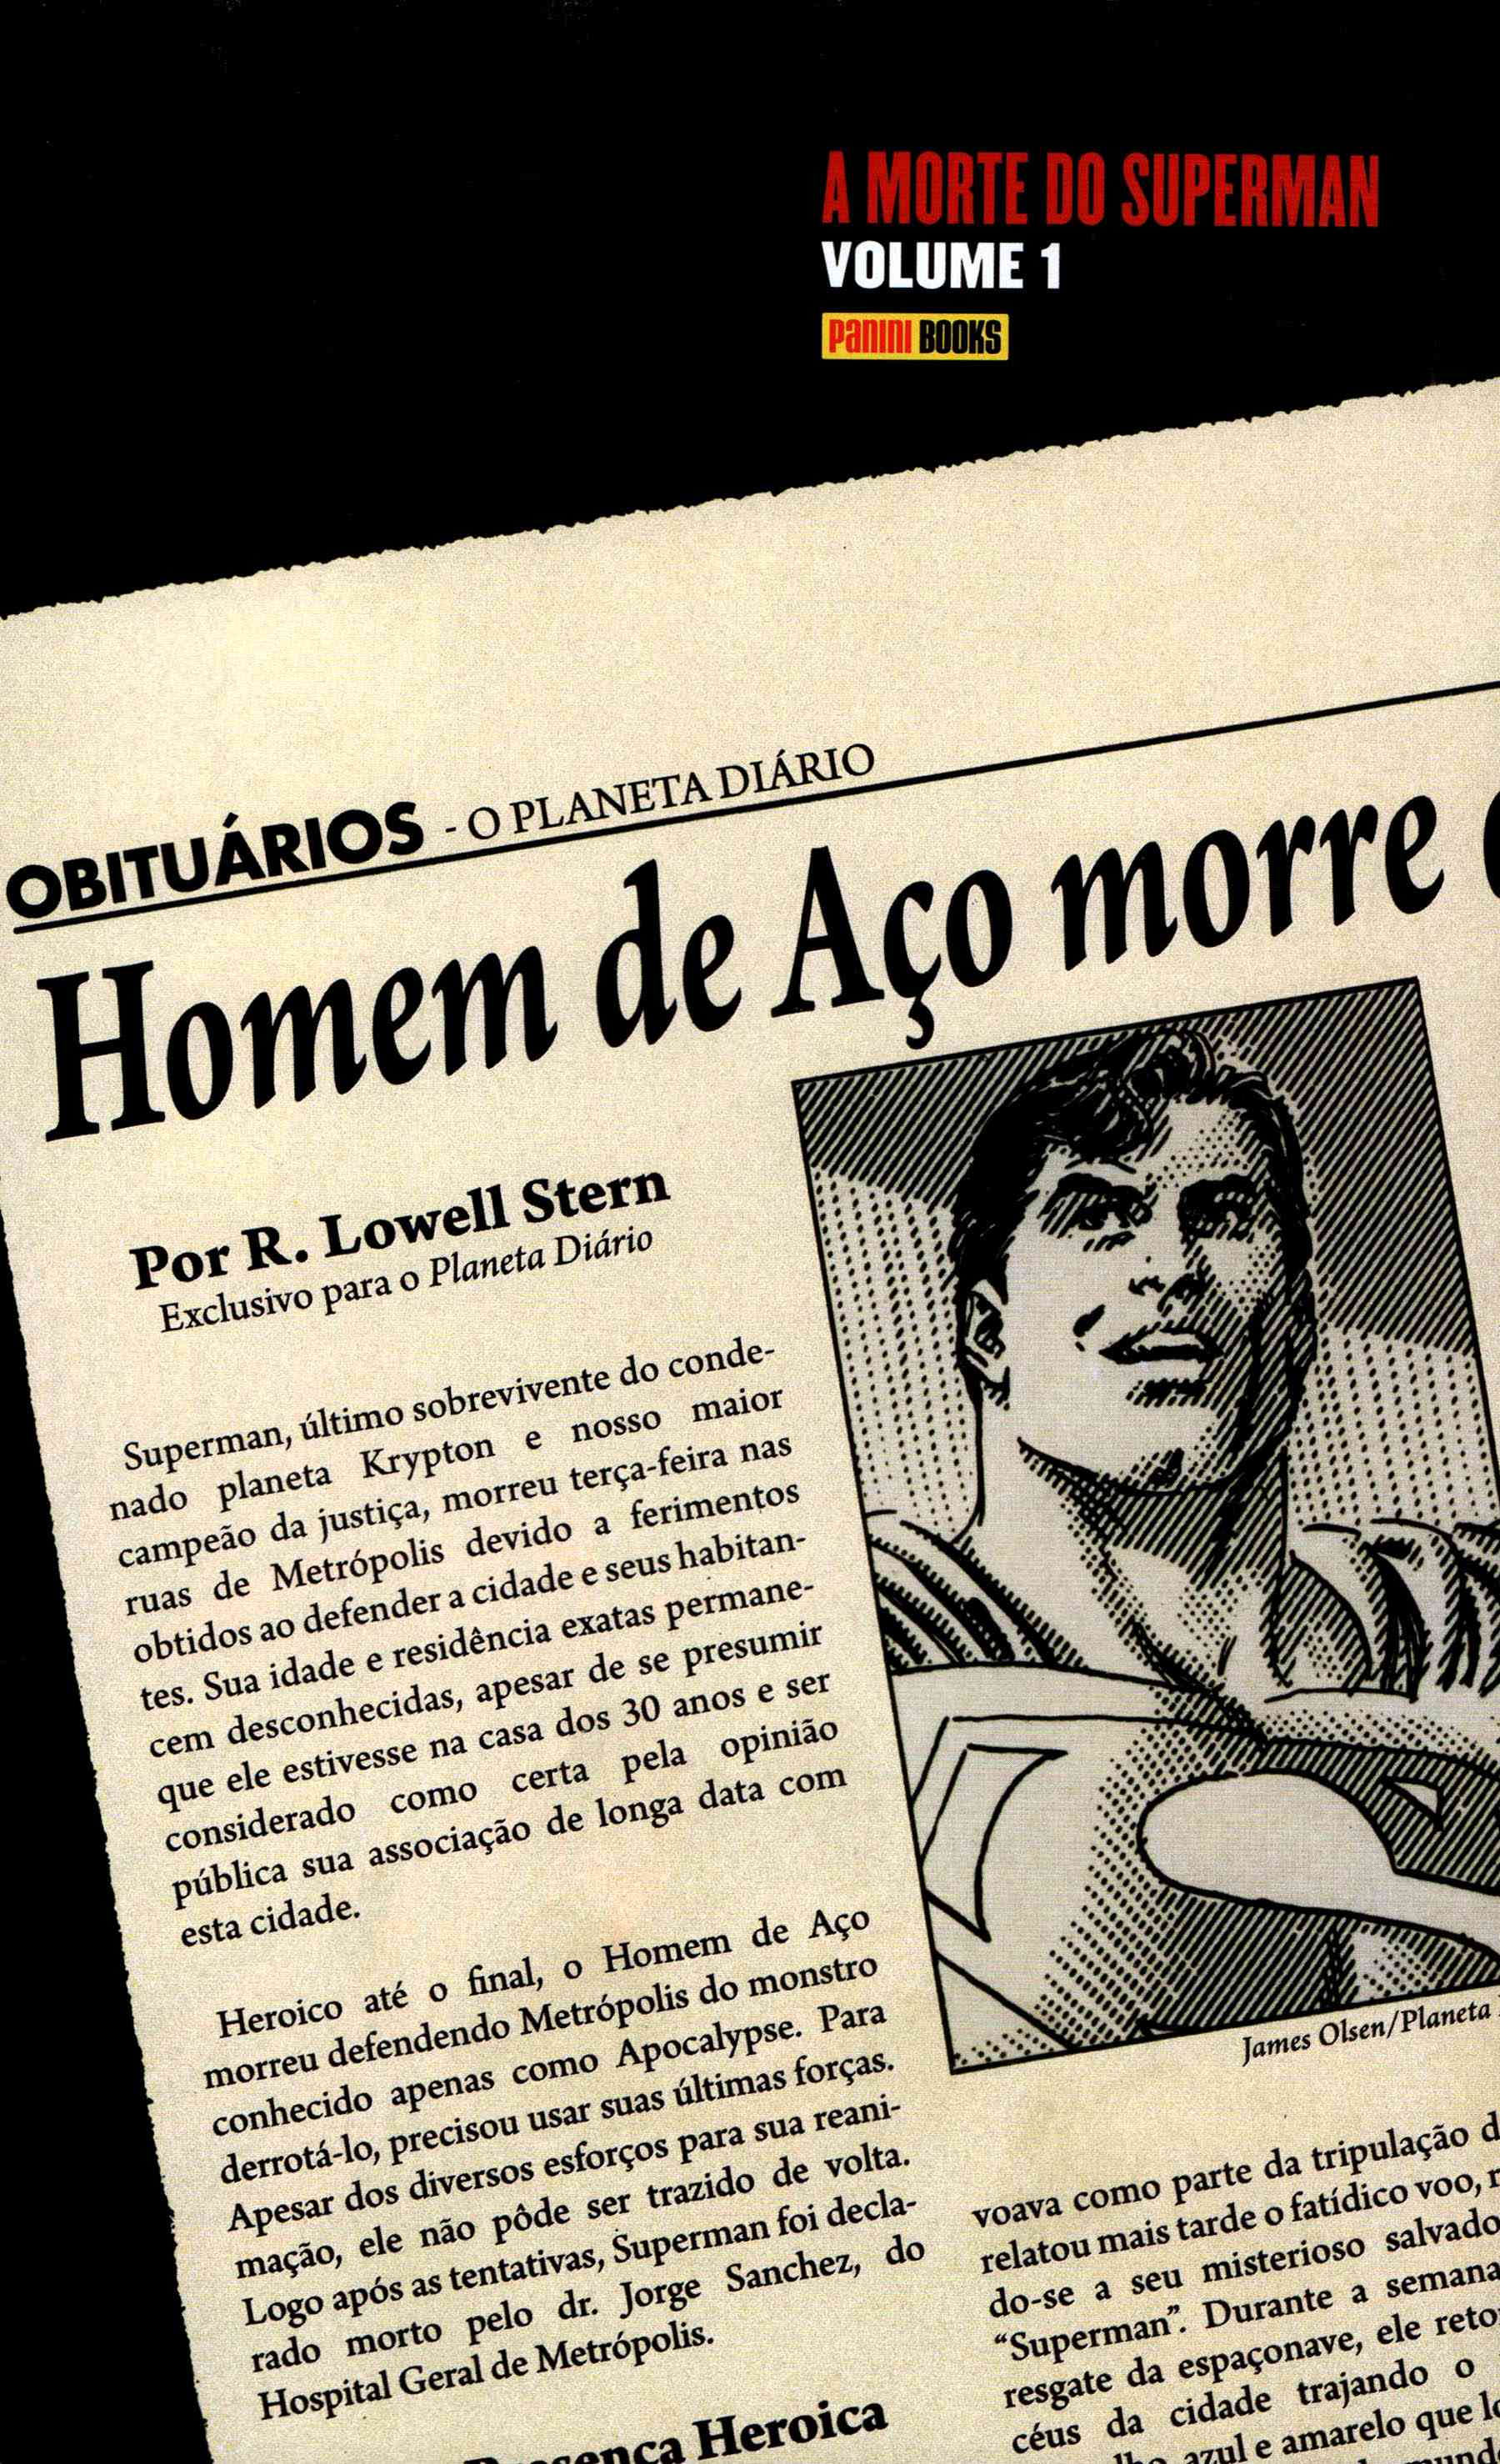 A MORTE DO SUPERMAN
VOLUME 1
PANINI BOOKS
OBITUÁRIOS - O PLANETA DIÁRIO
Homem de Aço morre
Por R. Lowell Stern
Exclusivo para o Planeta Diário
Superman, último sobrevivente do conde-
nado planeta Krypton e nosso maior
campeão da justiça, morreu terça-feira nas
ruas de Metrópolis devido a ferimentos
obtidos ao defender a cidade e seus habitan-
tes. Sua idade e residência exatas permane-
cem desconhecidas, apesar de se presumir
que ele estivesse na casa dos 30 anos e ser
considerado como certa pela opinião
pública sua associação de longa data com
esta cidade.
Heroico até o final, o Homem de Aço
morreu defendendo Metrópolis do monstro
conhecido apenas como Apocalypse. Para
derrotá-lo, precisou usar suas últimas forças.
Apesar dos diversos esforços para sua reani-
mação, ele não pôde ser trazido de volta.
Logo após as tentativas, Superman foi decla-
rado morto pelo dr. Jorge Sanchez, do
Hospital Geral de Metrópolis.
Presença Heroica
James Olsen/Planeta
voava como parte da tripulação
relatou mais tarde o fatídico voo,
do-se a seu misterioso salvado
“Superman”. Durante a semana
resgate da espaçonave, ele reto
céus da cidade trajando o
azul e amarelo que